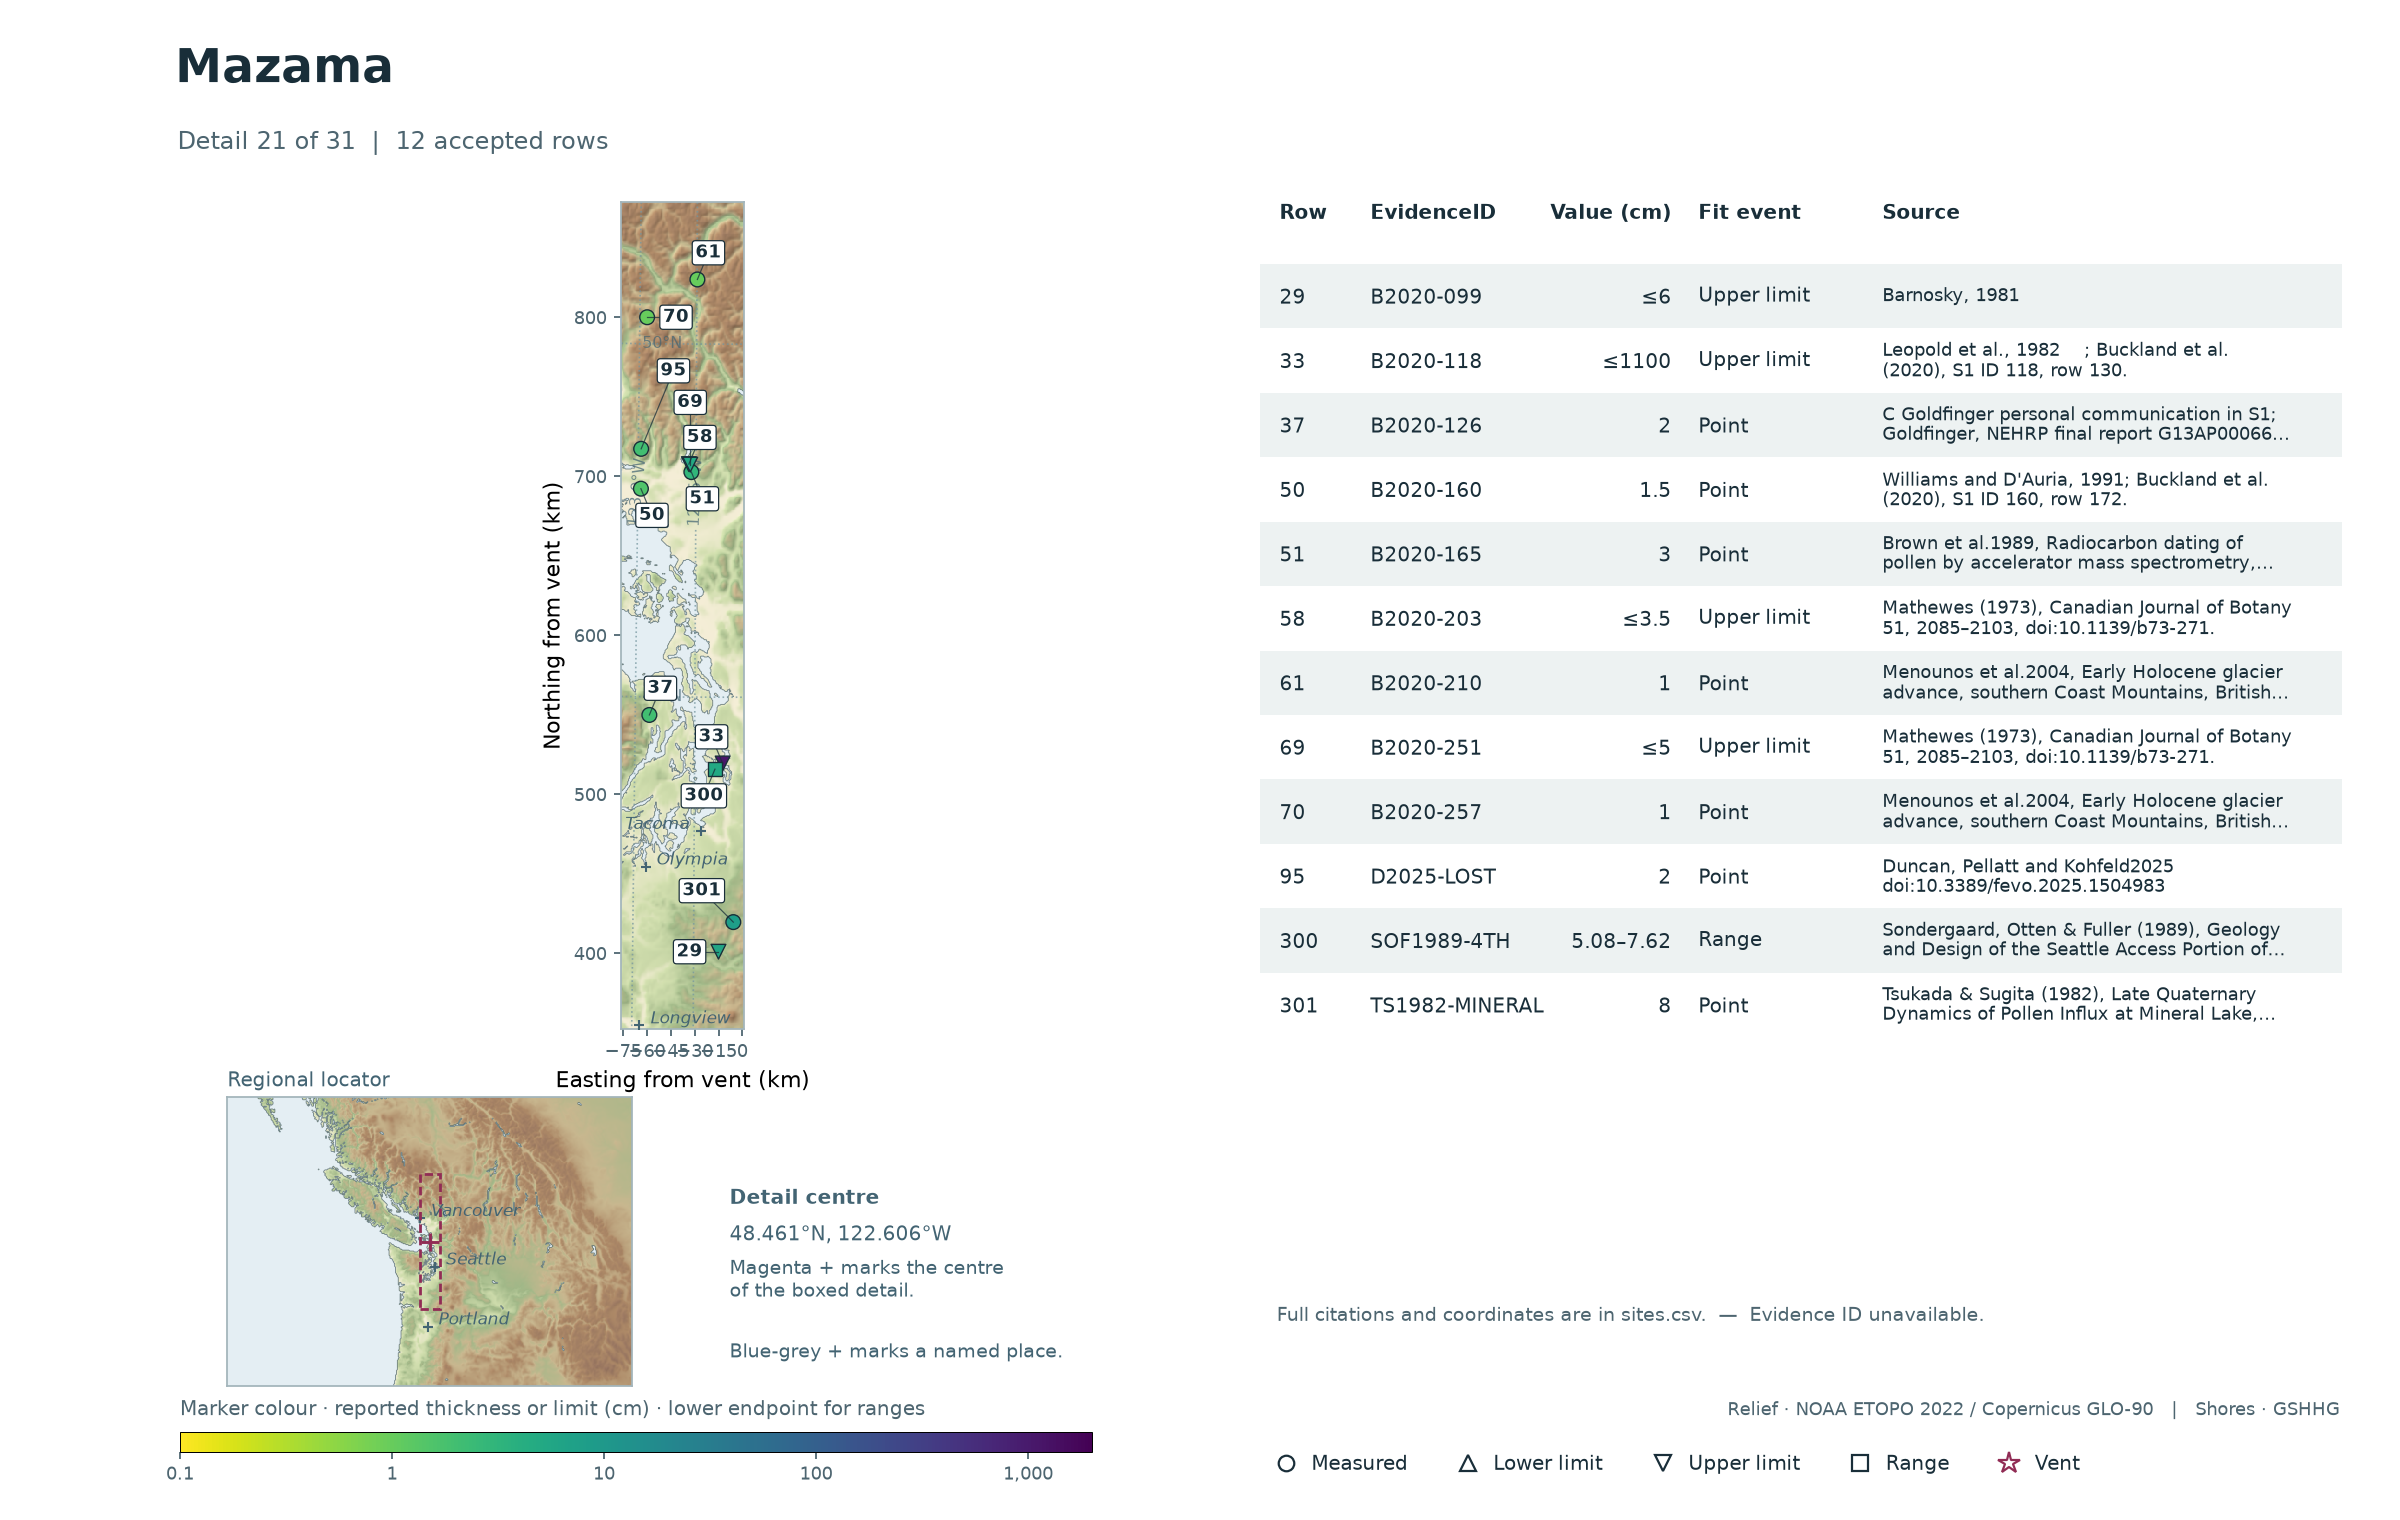 Mazama
Detail 21 of 31 | 12 accepted rows
61
800
70
50°N
95
69
58
700
51
50
600
Northing from vent (km)
37
33
500
300
Tacoma
Olympia
301
400
29
Longview
−75 −60 −45 −30 −15 0
Easting from vent (km)
Regional locator
Vancouver
Seattle
Portland
Detail centre
48.461°N, 122.606°W
Magenta + marks the centre
of the boxed detail.
Blue-grey + marks a named place.
Marker colour · reported thickness or limit (cm) · lower endpoint for ranges
0.1 1 10 100 1,000
Row EvidenceID Value (cm) Fit event Source
29 B2020-099 ≤6 Upper limit Barnosky, 1981
33 B2020-118 ≤1100 Upper limit Leopold et al., 1982 ; Buckland et al.
(2020), S1 ID 118, row 130.
37 B2020-126 2 Point C Goldfinger personal communication in S1;
Goldfinger, NEHRP final report G13AP00066…
50 B2020-160 1.5 Point Williams and D'Auria, 1991; Buckland et al.
(2020), S1 ID 160, row 172.
51 B2020-165 3 Point Brown et al.1989, Radiocarbon dating of
pollen by accelerator mass spectrometry,…
58 B2020-203 ≤3.5 Upper limit Mathewes (1973), Canadian Journal of Botany
51, 2085–2103, doi:10.1139/b73-271.
61 B2020-210 1 Point Menounos et al.2004, Early Holocene glacier
advance, southern Coast Mountains, British…
69 B2020-251 ≤5 Upper limit Mathewes (1973), Canadian Journal of Botany
51, 2085–2103, doi:10.1139/b73-271.
70 B2020-257 1 Point Menounos et al.2004, Early Holocene glacier
advance, southern Coast Mountains, British…
95 D2025-LOST 2 Point Duncan, Pellatt and Kohfeld2025
doi:10.3389/fevo.2025.1504983
300 SOF1989-4TH 5.08–7.62 Range Sondergaard, Otten & Fuller (1989), Geology
and Design of the Seattle Access Portion of…
301 TS1982-MINERAL 8 Point Tsukada & Sugita (1982), Late Quaternary
Dynamics of Pollen Influx at Mineral Lake,…
Full citations and coordinates are in sites.csv. — Evidence ID unavailable.
Relief · NOAA ETOPO 2022 / Copernicus GLO-90 | Shores · GSHHG
Measured Lower limit Upper limit Range Vent